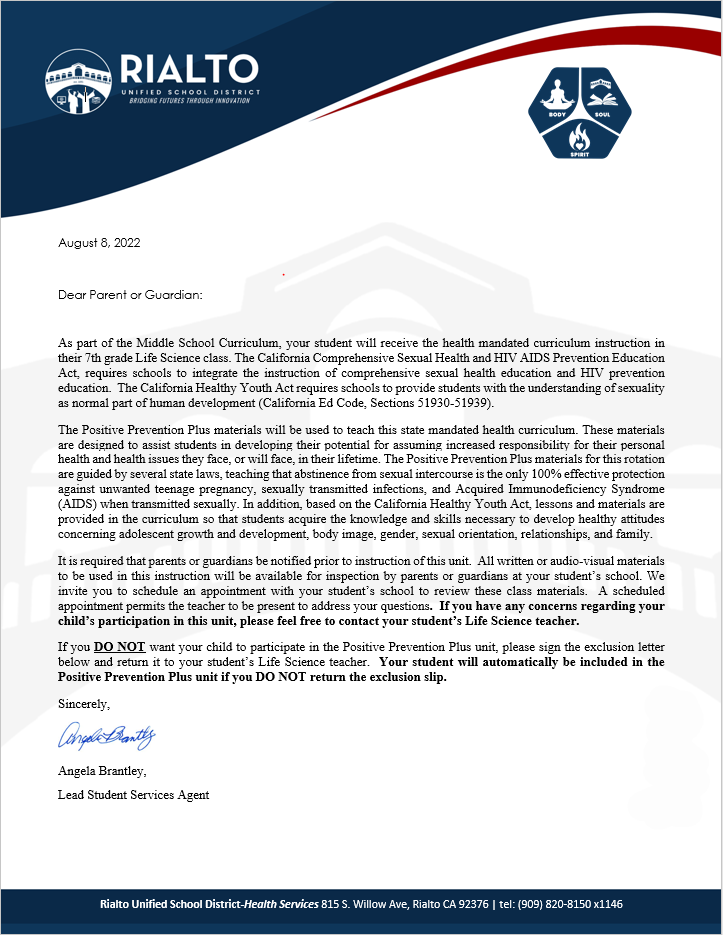 RIALTO
UNIFIED SCHOOL DISTRICT
BRIDGING FUTURES THROUGH INNOVATION
BODY
SOUL
SPIRIT
August 8, 2022
Dear Parent or Guardian:
As part of the Middle School Curriculum, your student will receive the health mandated curriculum instruction in
their 7th grade Life Science class. The California Comprehensive Sexual Health and HIV AIDS Prevention Education
Act, requires schools to integrate the instruction of comprehensive sexual health education and HIV prevention
education.  The California Healthy Youth Act requires schools to provide students with the understanding of sexuality
as normal part of human development (California Ed Code, Sections 51930-51939).
The Positive Prevention Plus materials will be used to teach this state mandated health curriculum. These materials
are designed to assist students in developing their potential for assuming increased responsibility for their personal
health and health issues they face, or will face, in their lifetime. The Positive Prevention Plus materials for this rotation
are guided by several state laws, teaching that abstinence from sexual intercourse is the only 100% effective protection
against unwanted teenage pregnancy, sexually transmitted infections, and Acquired Immunodeficiency Syndrome
(AIDS) when transmitted sexually. In addition, based on the California Healthy Youth Act, lessons and materials are
provided in the curriculum so that students acquire the knowledge and skills necessary to develop healthy attitudes
concerning adolescent growth and development, body image, gender, sexual orientation, relationships, and family.
It is required that parents or guardians be notified prior to instruction of this unit.  All written or audio-visual materials
to be used in this instruction will be available for inspection by parents or guardians at your student's school. We
invite you to schedule an appointment with your student's school to review these class materials.  A scheduled
appointment permits the teacher to be present to address your questions.  If you have any concerns regarding your
child's participation in this unit, please feel free to contact your student's Life Science teacher.
If you DO NOT want your child to participate in the Positive Prevention Plus unit, please sign the exclusion letter
below and return it to your student's Life Science teacher.  Your student will automatically be included in the
Positive Prevention Plus unit if you DO NOT return the exclusion slip.
Sincerely,
Angela Brantley
Angela Brantley,
Lead Student Services Agent
Rialto Unified School District-Health Services 815 S. Willow Ave, Rialto CA 92376 | tel: (909) 820-8150 x1146